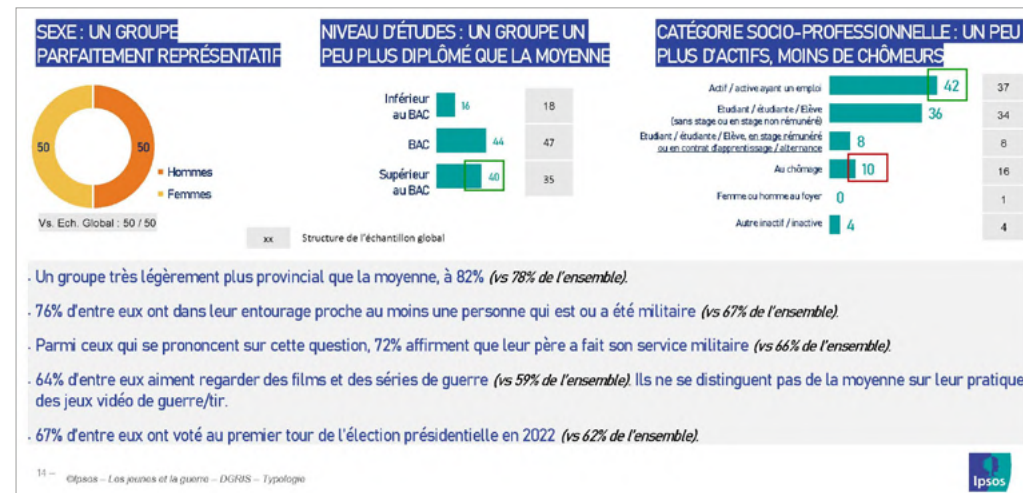 SEXE : UN GROUPE
PARFAITEMENT REPRÉSENTATIF
50
50
Hommes
Femmes
Vs. Ech. Global : 50 / 50
NIVEAU D'ÉTUDES : UN GROUPE UN
PEU PLUS DIPLÔMÉ QUE LA MOYENNE
Inférieur
au BAC
16
18
BAC
44
47
Supérieur
au BAC
40
35
xx Structure de l'échantillon global
CATÉGORIE SOCIO-PROFESSIONNELLE : UN PEU
PLUS D'ACTIFS, MOINS DE CHÔMEURS
Actif / active ayant un emploi
42
37
Etudiant / étudiante / Elève
(sans stage ou en stage non rémunéré)
36
34
Etudiant / étudiante / Elève, en stage rémunéré
ou en contrat d'apprentissage / alternance
8
8
Au chômage
10
16
Femme ou homme au foyer
0
1
Autre inactif / inactive
4
4
. Un groupe très légèrement plus provincial que la moyenne, à 82% (vs 78% de l'ensemble).
. 76% d'entre eux ont dans leur entourage proche au moins une personne qui est ou a été militaire (vs 67% de l'ensemble).
. Parmi ceux qui se prononcent sur cette question, 72% affirment que leur père a fait son service militaire (vs 66% de l'ensemble).
. 64% d'entre eux aiment regarder des films et des séries de guerre (vs 59% de l'ensemble). Ils ne se distinguent pas de la moyenne sur leur pratique
des jeux vidéo de guerre/tir.
. 67% d'entre eux ont voté au premier tour de l'élection présidentielle en 2022 (vs 62% de l'ensemble).
14 – ©Ipsos – Les jeunes et la guerre – DGRIS – Typologie
Ipsos